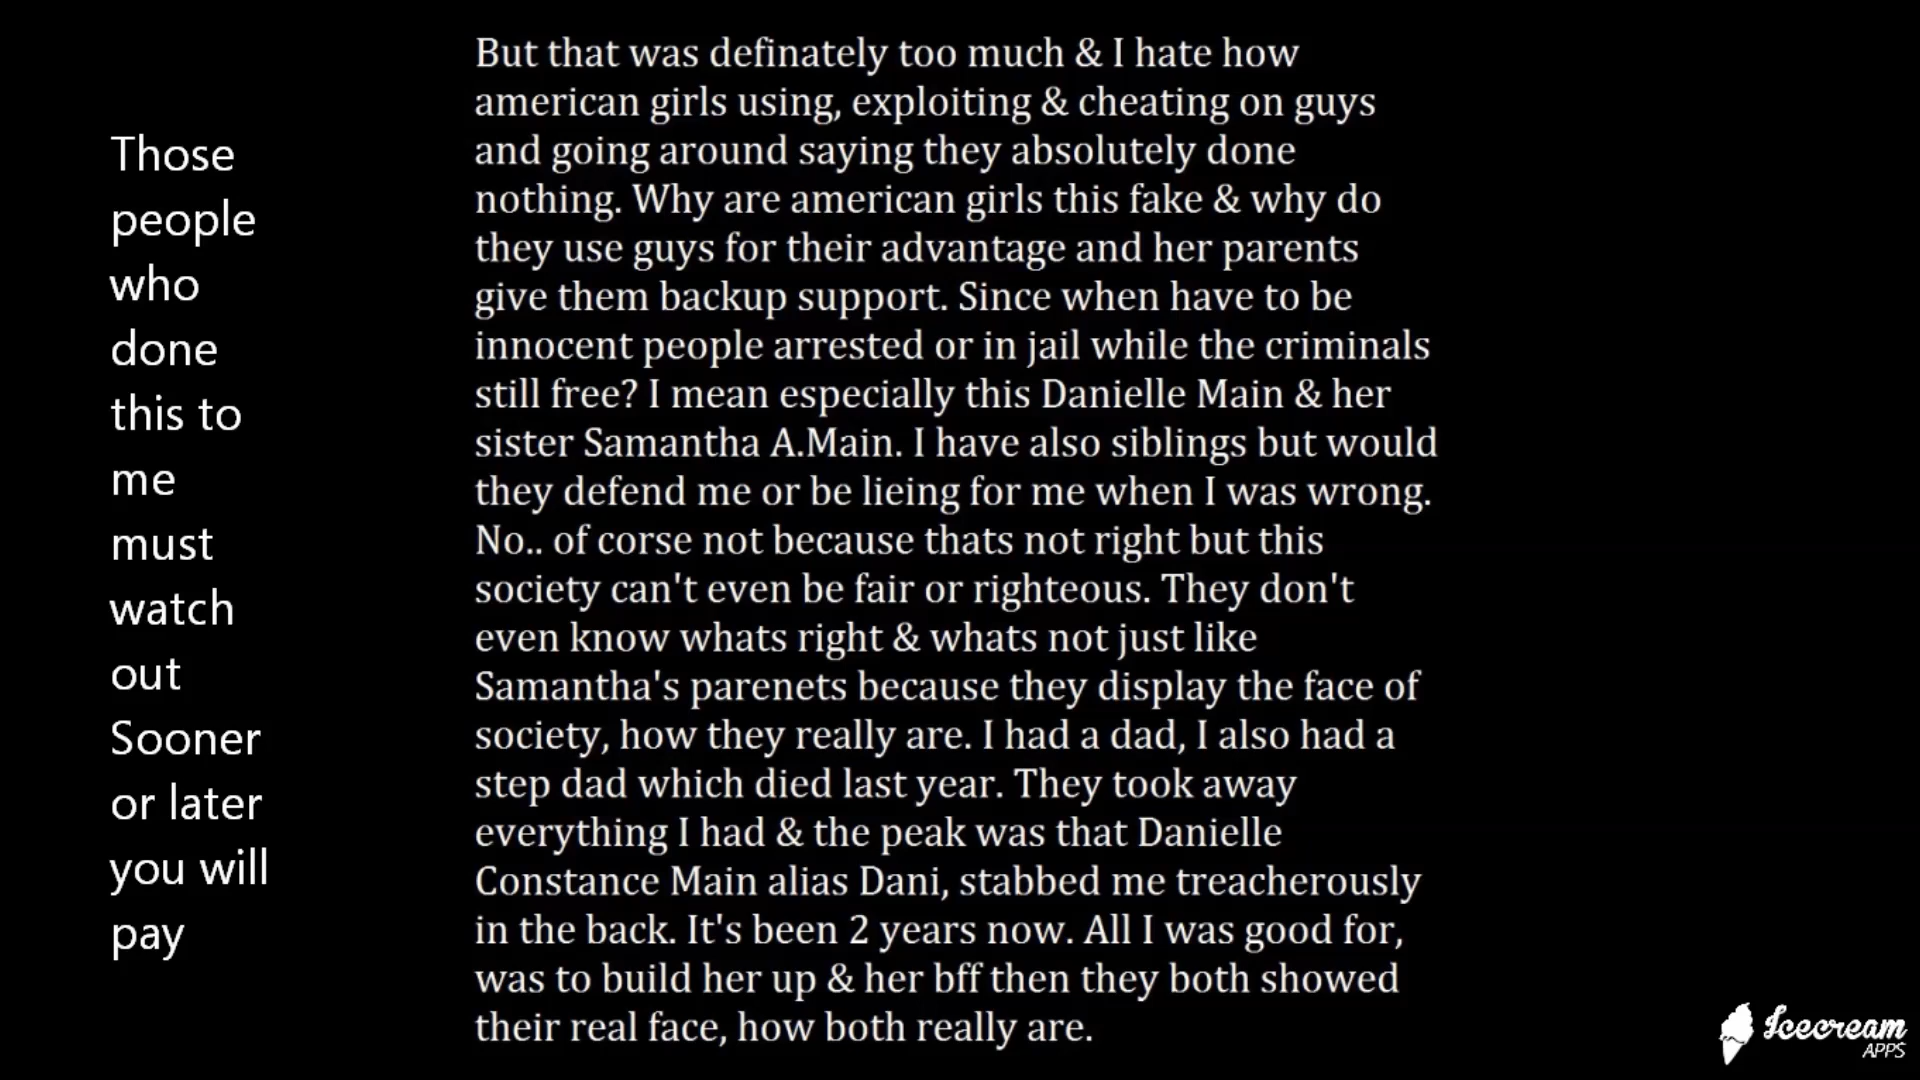 Those
people
who
done
this to
me
must
watch
out
Sooner
or later
you will
pay
But that was definately too much & I hate how
american girls using, exploiting & cheating on guys
and going around saying they absolutely done
nothing. Why are american girls this fake & why do
they use guys for their advantage and her parents
give them backup support. Since when have to be
innocent people arrested or in jail while the criminals
still free? I mean especially this Danielle Main & her
sister Samantha A.Main. I have also siblings but would
they defend me or be lieing for me when I was wrong.
No.. of corse not because thats not right but this
society can't even be fair or righteous. They don't
even know whats right & whats not just like
Samantha's parenets because they display the face of
society, how they really are. I had a dad, I also had a
step dad which died last year. They took away
everything I had & the peak was that Danielle
Constance Main alias Dani, stabbed me treacherously
in the back. It's been 2 years now. All I was good for,
was to build her up & her bff then they both showed
their real face, how both really are.
Icecream
APPS